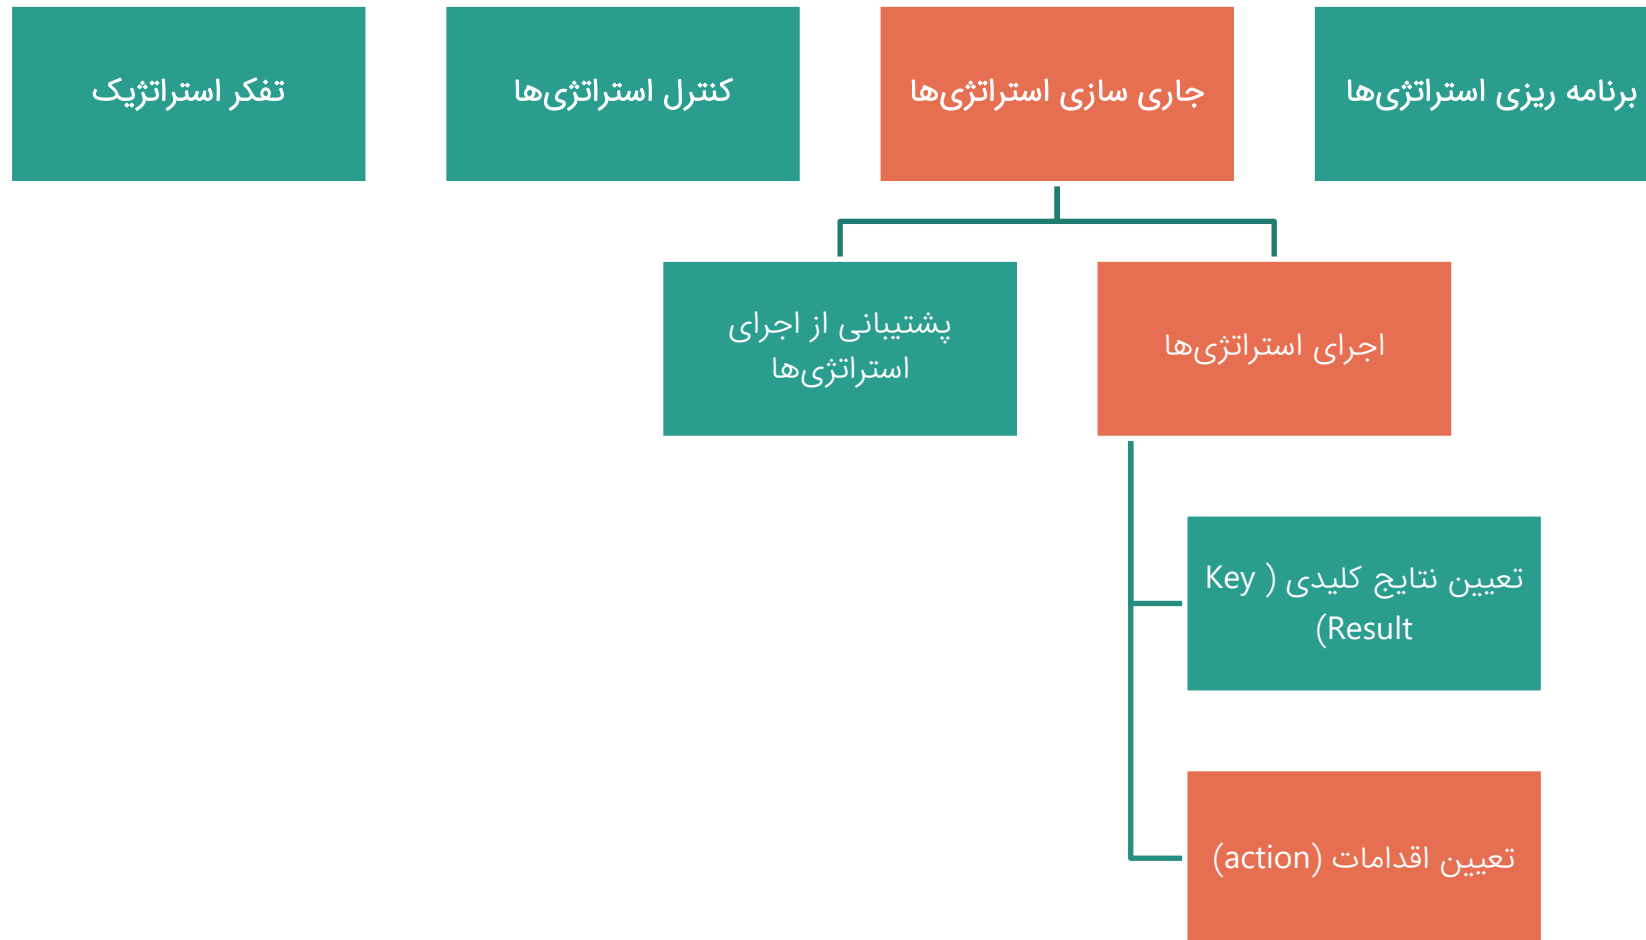 برنامه ریزی استراتژی‌ها
جاری سازی استراتژی‌ها
کنترل استراتژی‌ها
تفکر استراتژیک
اجرای استراتژی‌ها
پشتیبانی از اجرای
استراتژی‌ها
تعیین نتایج کلیدی ( Key
Result)
تعیین اقدامات (action)